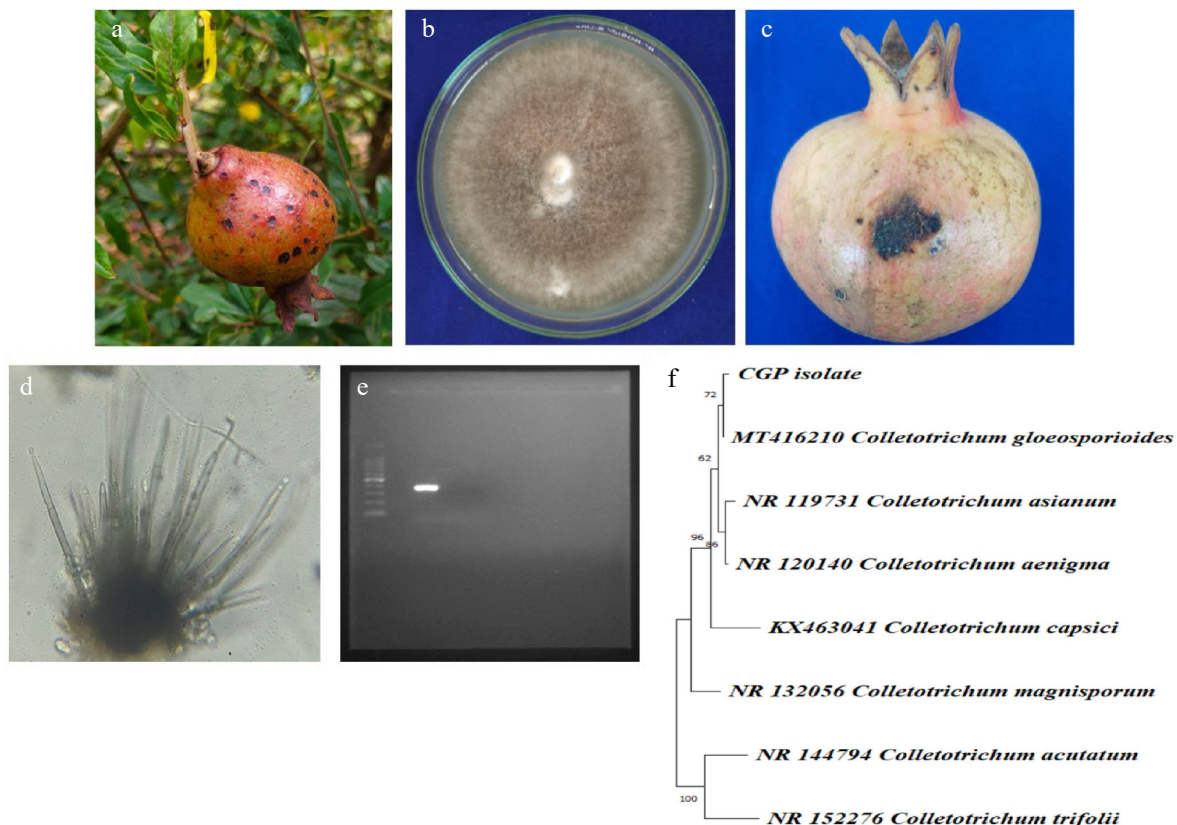 a
b
c
d
e
f
CGP isolate
72
MT416210 Colletotrichum gloeosporioides
62
NR 119731 Colletotrichum asianum
96
86
NR 120140 Colletotrichum aenigma
KX463041 Colletotrichum capsici
NR 132056 Colletotrichum magnisporum
NR 144794 Colletotrichum acutatum
100
NR 152276 Colletotrichum trifolii